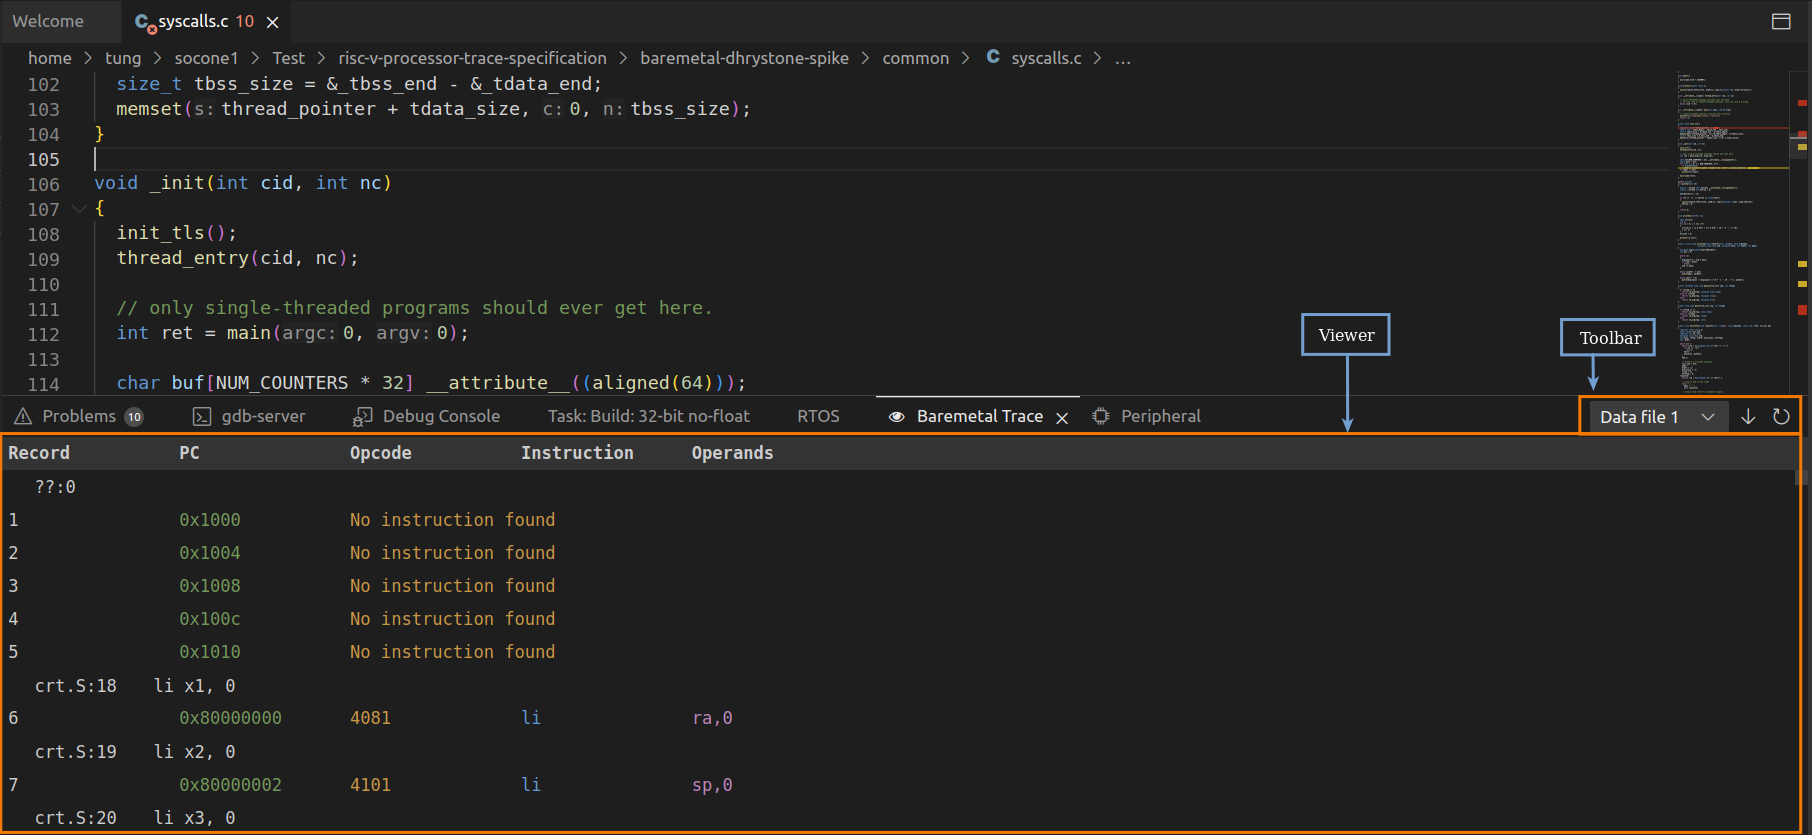 Welcome syscalls.c 10
home > tung > socone1 > Test > risc-v-processor-trace-specification > baremetal-dhrystone-spike > common > C syscalls.c > ...
102 size_t tbss_size = &_tbss_end - &_tdata_end;
103 memset(s: thread_pointer + tdata_size, c: 0, n: tbss_size);
104 }
105
106 void _init(int cid, int nc)
107 {
108 init_tls();
109 thread_entry(cid, nc);
110
111 // only single-threaded programs should ever get here.
112 int ret = main(argc: 0, argv: 0);
113
114 char buf[NUM_COUNTERS * 32] __attribute__((aligned(64)));
Viewer
Toolbar
Problems 10 gdb-server Debug Console Task: Build: 32-bit no-float RTOS Baremetal Trace Peripheral Data file 1
Record PC Opcode Instruction Operands
??:0
1 0x1000 No instruction found
2 0x1004 No instruction found
3 0x1008 No instruction found
4 0x100c No instruction found
5 0x1010 No instruction found
crt.S:18 li x1, 0
6 0x80000000 4081 li ra,0
crt.S:19 li x2, 0
7 0x80000002 4101 li sp,0
crt.S:20 li x3, 0